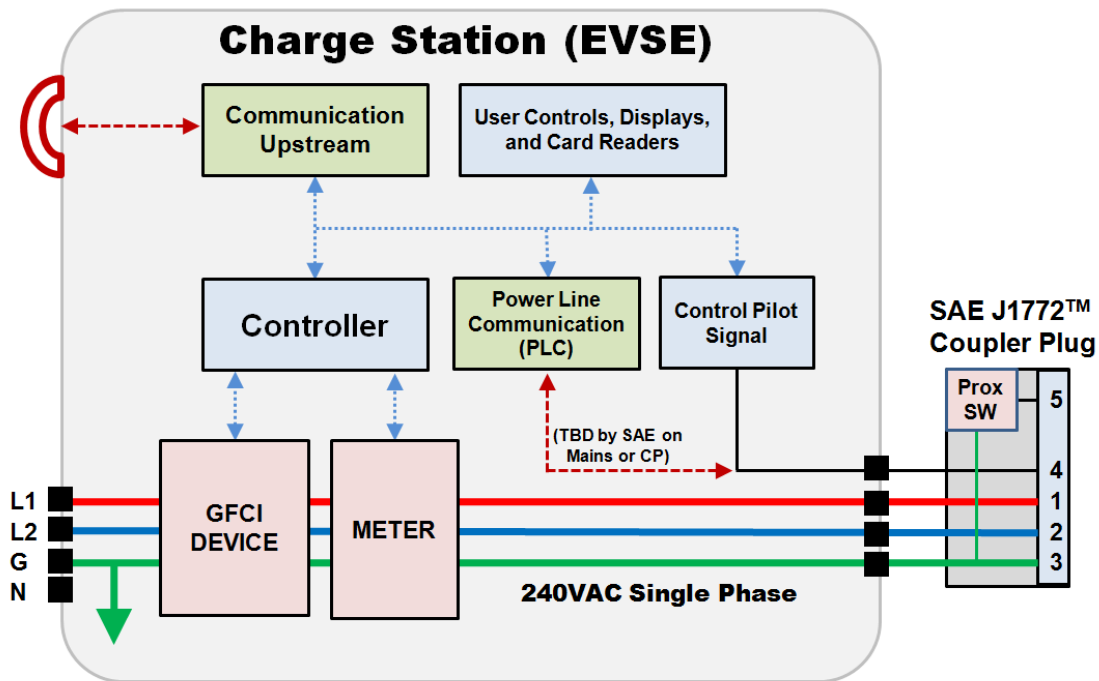 Charge Station (EVSE)
Communication
Upstream
User Controls, Displays,
and Card Readers
Controller
Power Line
Communication
(PLC)
Control Pilot
Signal
SAE J1772™
Coupler Plug
Prox
SW
5
(TBD by SAE on
Mains or CP)
4
L1
1
L2
2
G
3
N
GFCI
DEVICE
METER
240VAC Single Phase